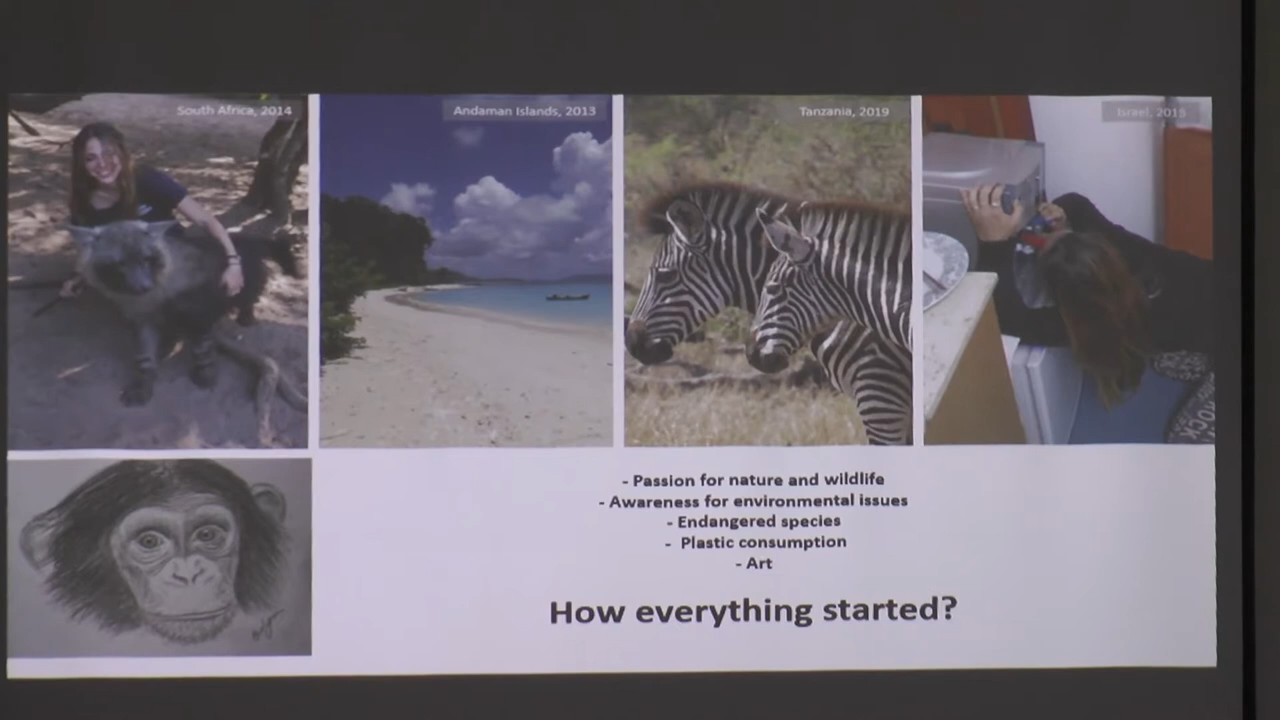 South Africa, 2014
Andaman Islands, 2013
Tanzania, 2019
Israel, 2018
- Passion for nature and wildlife
- Awareness for environmental issues
- Endangered species
- Plastic consumption
- Art
How everything started?